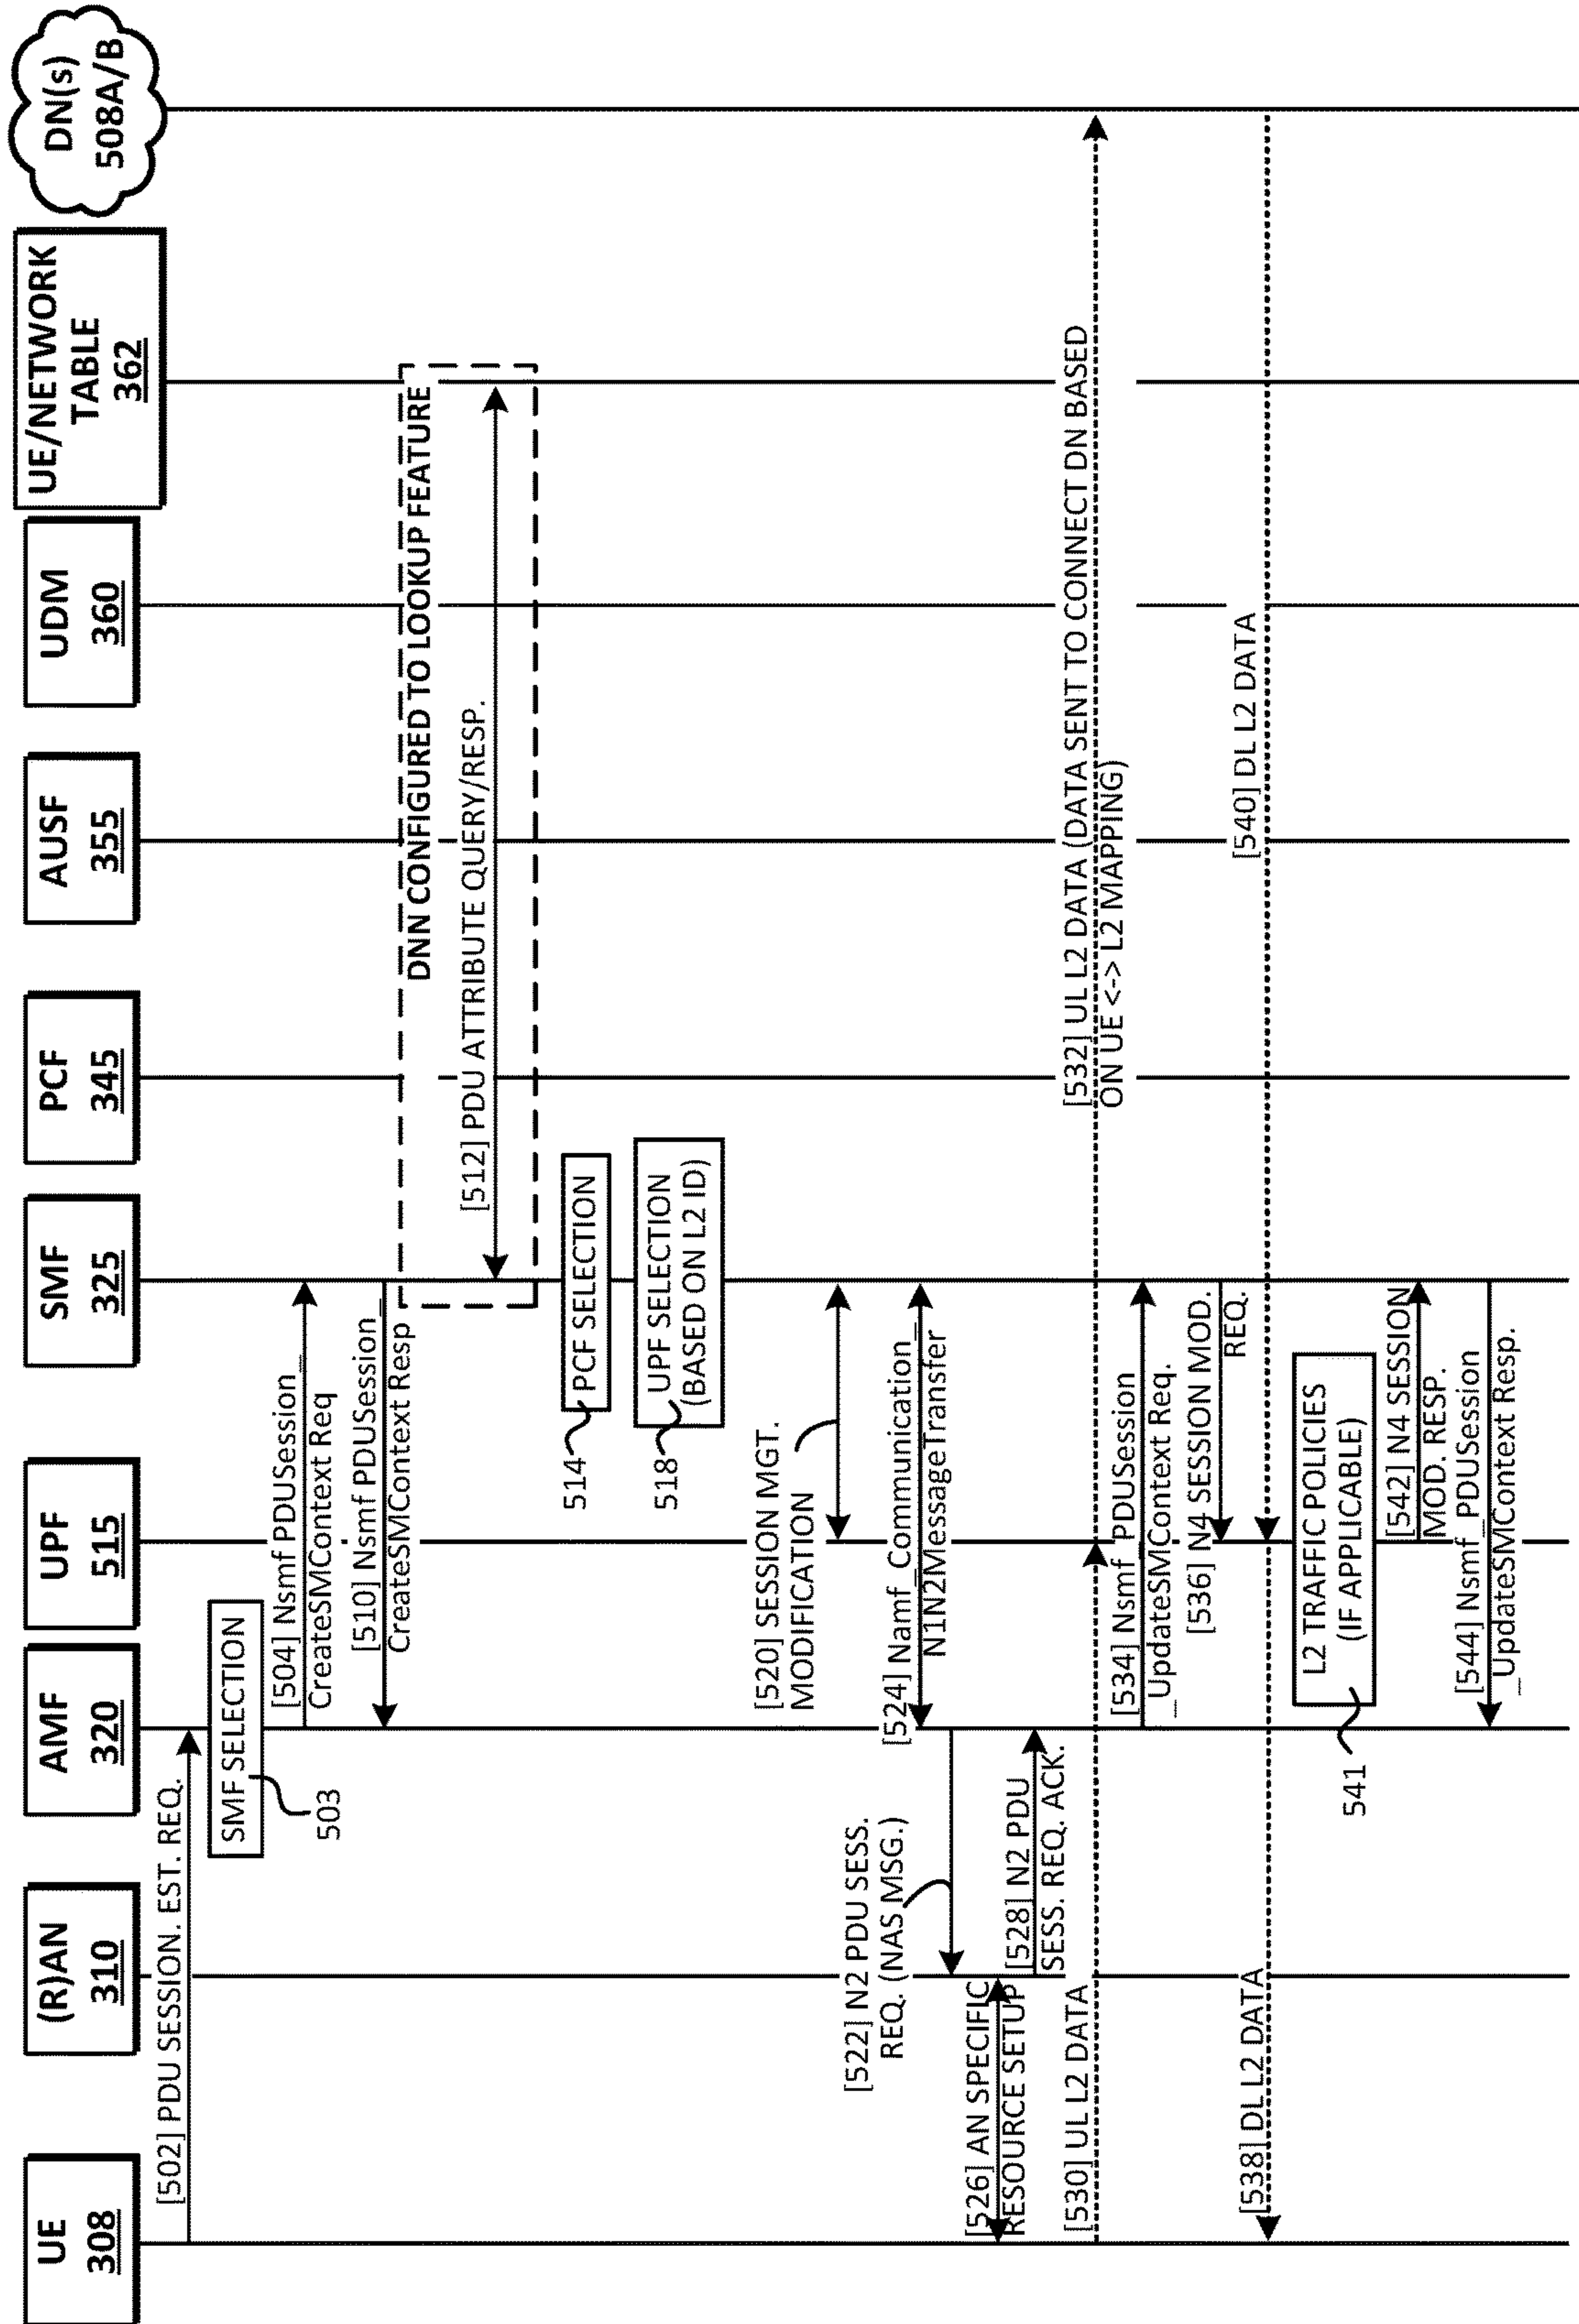 UE
308
(R)AN
310
AMF
320
UPF
515
SMF
325
PCF
345
AUSF
355
UDM
360
UE/NETWORK
TABLE
362
DN(s)
508A/B
[502] PDU SESSION. EST. REQ.
SMF SELECTION
503
[504] Nsmf PDUSession_
CreateSMContext Req
[510] Nsmf PDUSession_
CreateSMContext Resp
DNN CONFIGURED TO LOOKUP FEATURE
[512] PDU ATTRIBUTE QUERY/RESP.
PCF SELECTION
514
UPF SELECTION
(BASED ON L2 ID)
518
[520] SESSION MGT.
MODIFICATION
[524] Namf_Communication_
N1N2MessageTransfer
[522] N2 PDU SESS.
REQ. (NAS MSG.)
[526] AN SPECIFIC
RESOURCE SETUP
[528] N2 PDU
SESS. REQ. ACK.
[530] UL L2 DATA
[532] UL L2 DATA (DATA SENT TO CONNECT DN BASED
ON UE <-> L2 MAPPING)
[534] Nsmf_PDUSession
_UpdateSMContext Req.
[536] N4 SESSION MOD.
REQ.
[538] DL L2 DATA
[540] DL L2 DATA
L2 TRAFFIC POLICIES
(IF APPLICABLE)
541
[542] N4 SESSION
MOD. RESP.
[544] Nsmf_PDUSession
_UpdateSMContext Resp.